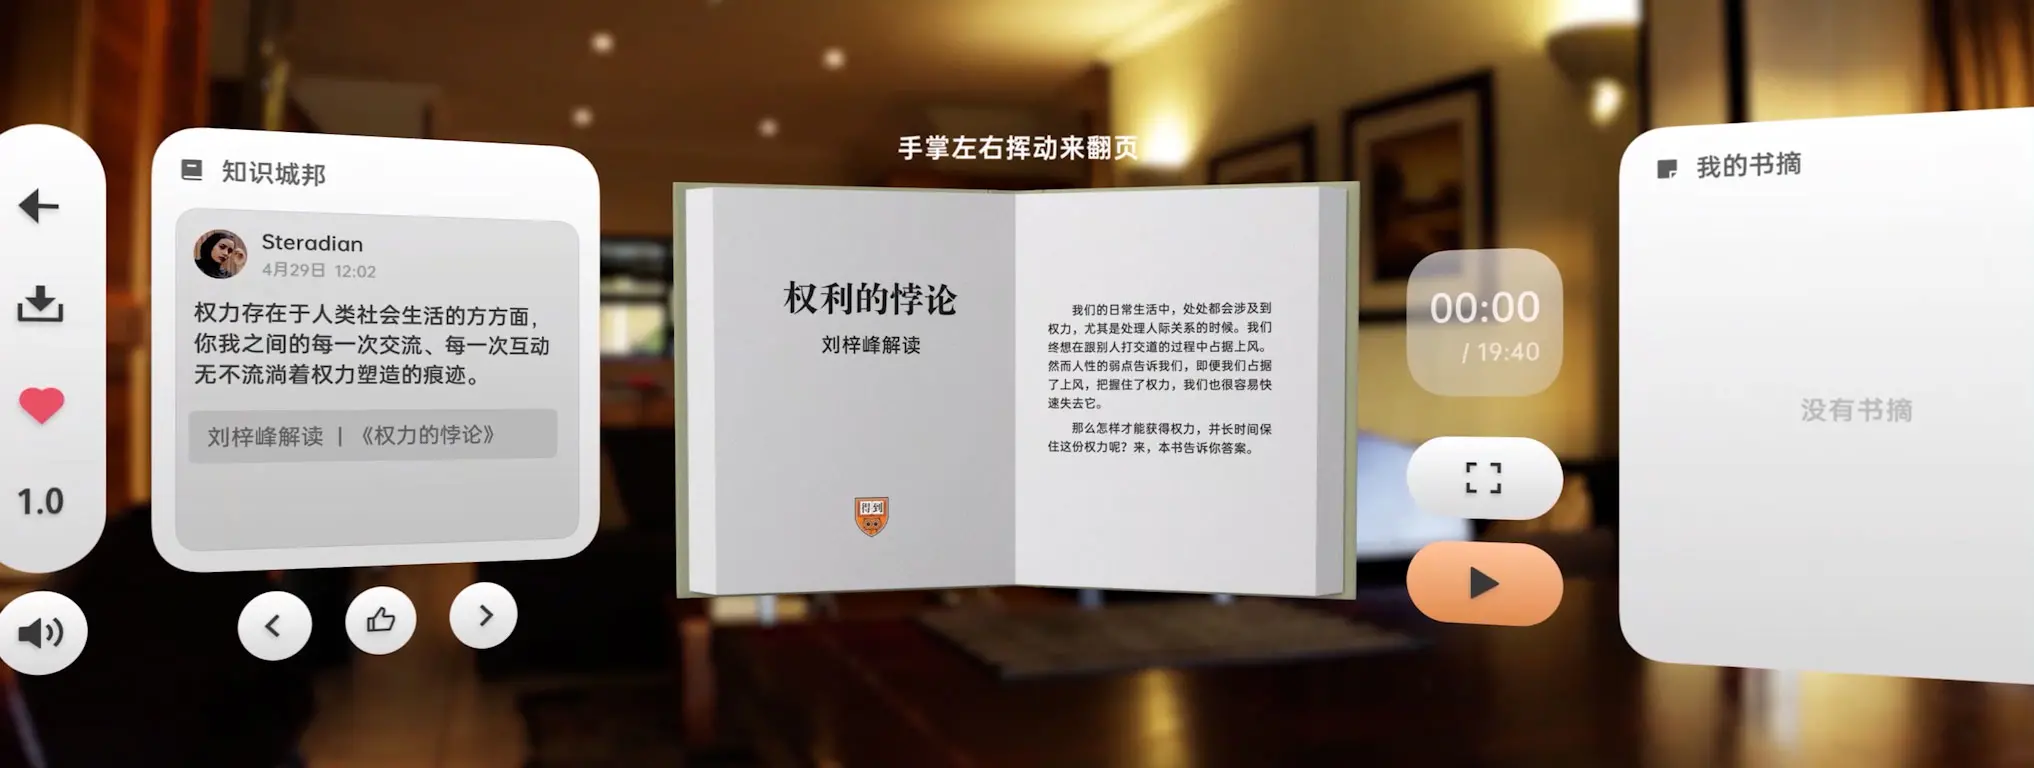 手掌左右挥动来翻页
知识城邦
Steradian
4月29日 12:02
权力存在于人类社会生活的方方面，
你我之间的每一次交流、每一次互动
无不流淌着权力塑造的痕迹。
刘梓峰解读 | 《权力的悖论》
1.0
权利的悖论
刘梓峰解读
得到
我们的日常生活中，处处都会涉及到
权力，尤其是处理人际关系的时候。我们
终想在跟别人打交道的过程中占据上风。
然而人性的弱点告诉我们，即便我们占据
了上风，把握住了权力，我们也很容易快
速失去它。
那么怎样才能获得权力，并长时间保
住这份权力呢？来，本书告诉你答案。
00:00
/ 19:40
我的书摘
没有书摘